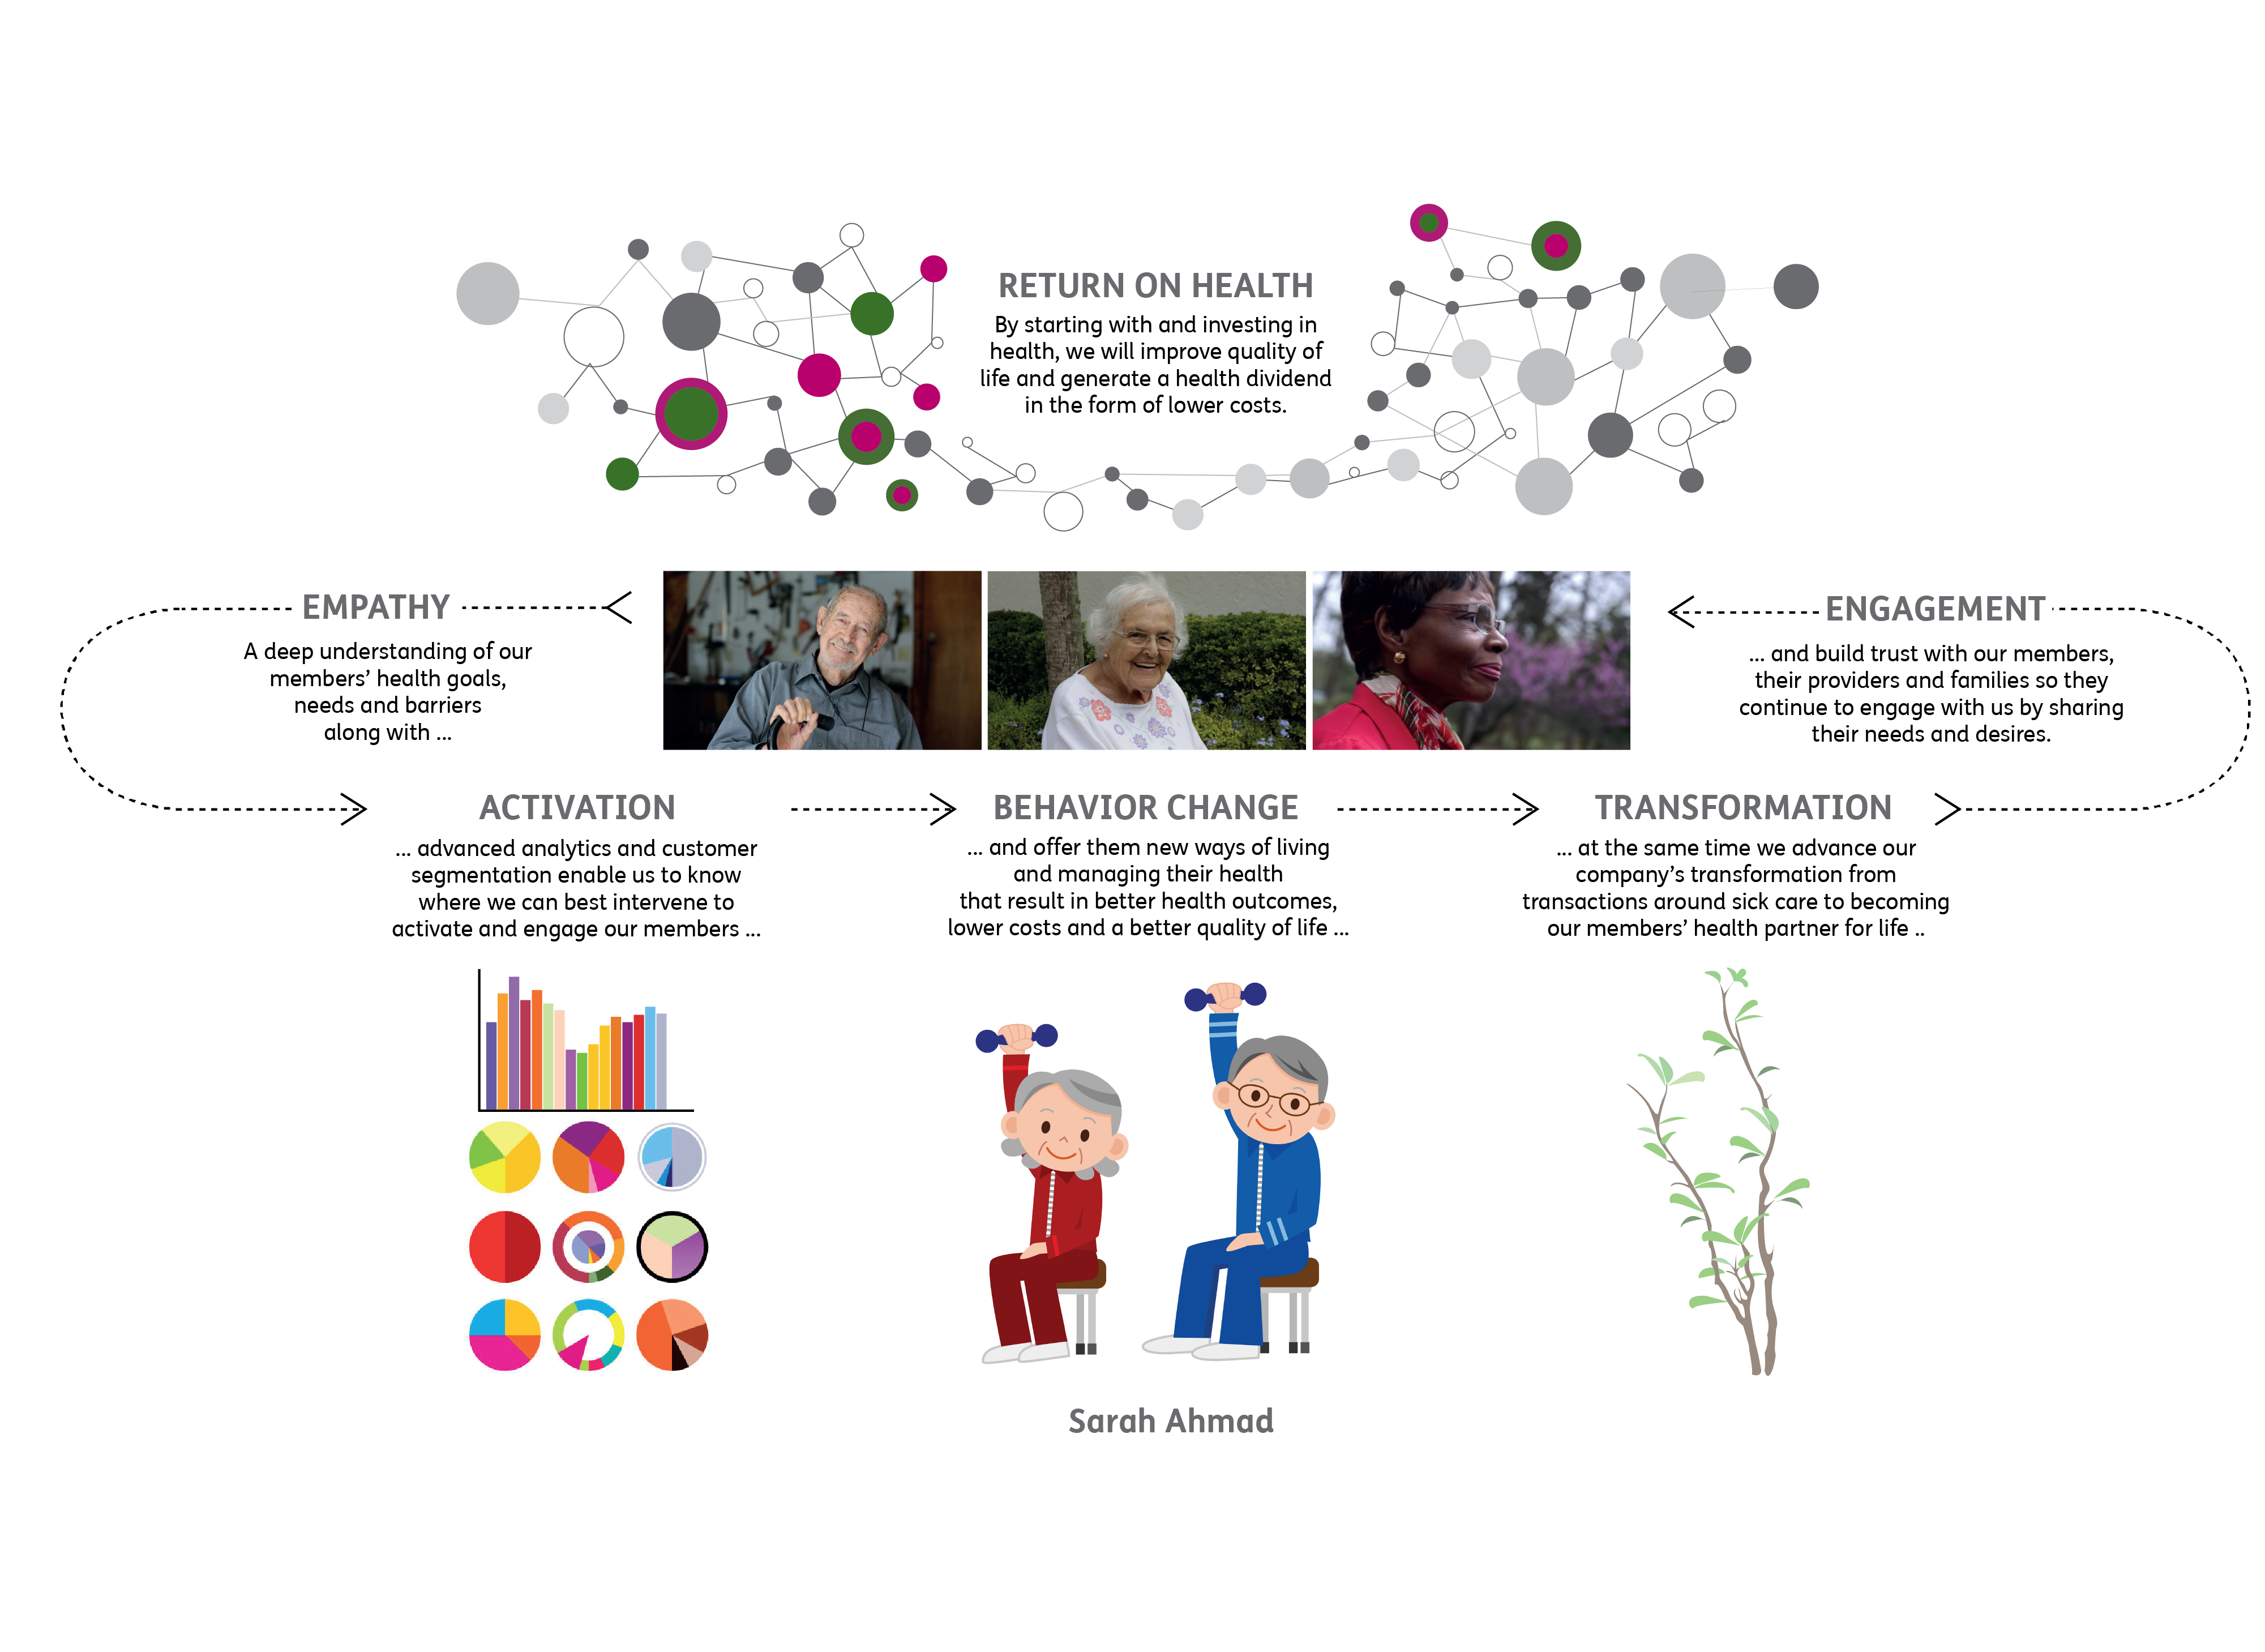 RETURN ON HEALTH
By starting with and investing in
health, we will improve quality of
life and generate a health dividend
in the form of lower costs.
EMPATHY
A deep understanding of our
members’ health goals,
needs and barriers
along with ...
ACTIVATION
... advanced analytics and customer
segmentation enable us to know
where we can best intervene to
activate and engage our members ...
BEHAVIOR CHANGE
... and offer them new ways of living
and managing their health
that result in better health outcomes,
lower costs and a better quality of life ...
TRANSFORMATION
... at the same time we advance our
company’s transformation from
transactions around sick care to becoming
our members’ health partner for life ..
ENGAGEMENT
... and build trust with our members,
their providers and families so they
continue to engage with us by sharing
their needs and desires.
Sarah Ahmad